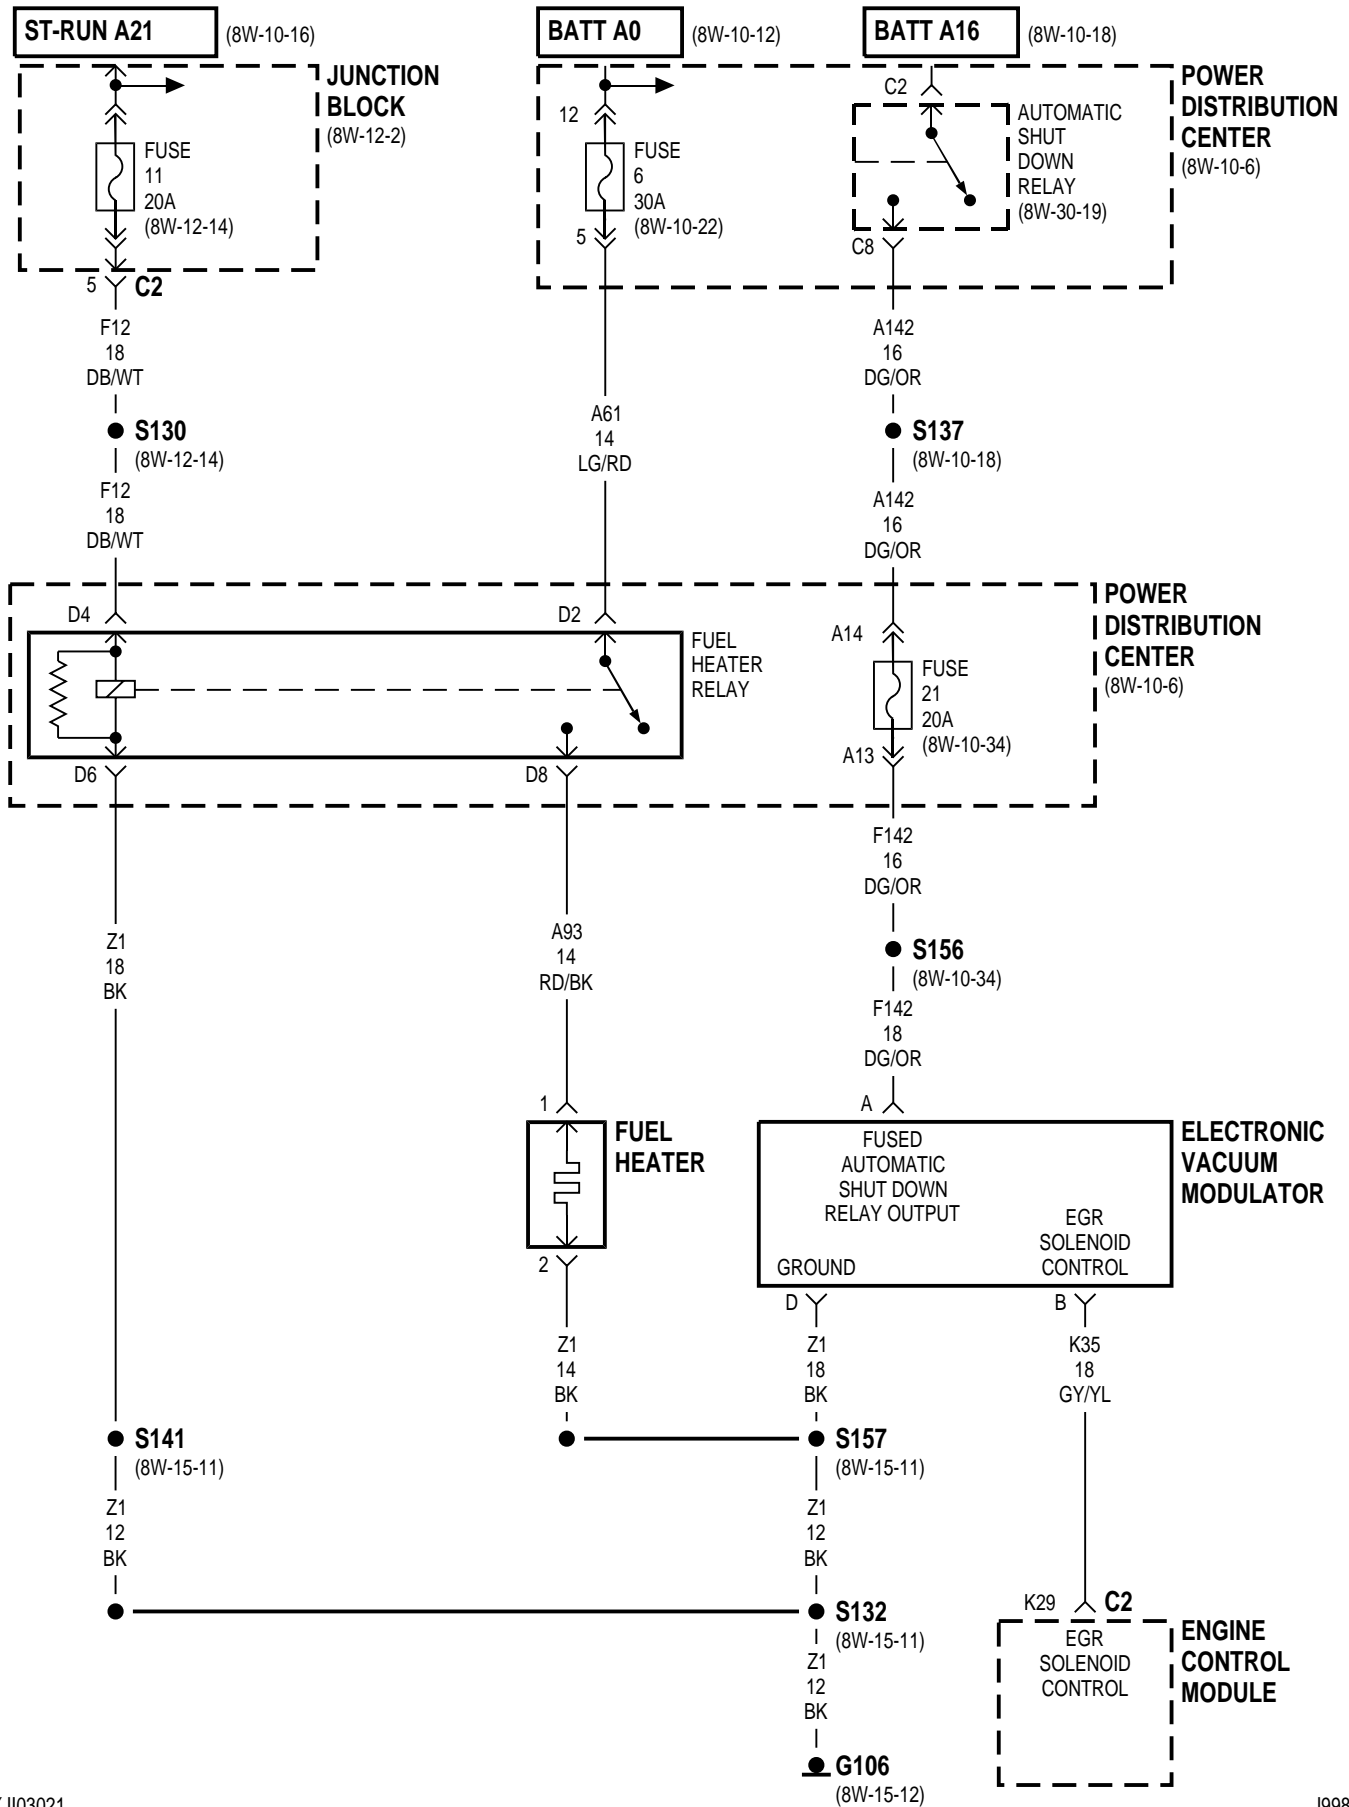 ST-RUN A21
(8W-10-16)
BATT A0
(8W-10-12)
BATT A16
(8W-10-18)
JUNCTION
BLOCK
(8W-12-2)
FUSE
11
20A
(8W-12-14)
5
C2
12
FUSE
6
30A
(8W-10-22)
5
C2
AUTOMATIC
SHUT
DOWN
RELAY
(8W-30-19)
C8
POWER
DISTRIBUTION
CENTER
(8W-10-6)
F12
18
DB/WT
S130
(8W-12-14)
F12
18
DB/WT
A61
14
LG/RD
A142
16
DG/OR
S137
(8W-10-18)
A142
16
DG/OR
D4
D2
FUEL
HEATER
RELAY
D6
D8
A14
FUSE
21
20A
(8W-10-34)
A13
POWER
DISTRIBUTION
CENTER
(8W-10-6)
Z1
18
BK
A93
14
RD/BK
F142
16
DG/OR
S156
(8W-10-34)
F142
18
DG/OR
1
FUEL
HEATER
2
A
FUSED
AUTOMATIC
SHUT DOWN
RELAY OUTPUT
GROUND
EGR
SOLENOID
CONTROL
ELECTRONIC
VACUUM
MODULATOR
D
B
Z1
14
BK
Z1
18
BK
K35
18
GY/YL
S141
(8W-15-11)
S157
(8W-15-11)
Z1
12
BK
Z1
12
BK
S132
(8W-15-11)
Z1
12
BK
G106
(8W-15-12)
K29
C2
EGR
SOLENOID
CONTROL
ENGINE
CONTROL
MODULE
J998